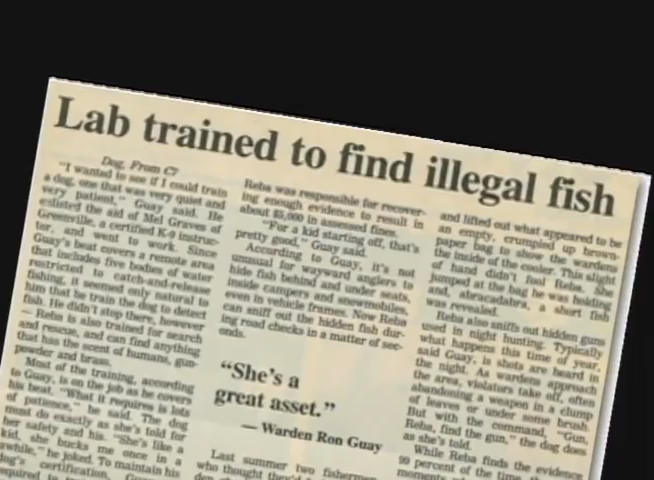 Lab trained to find illegal fish
Dog, From C7
"I wanted to see if I could train
a dog, one that was very quiet and
very patient," Guay said. He
enlisted the aid of Mel Graves of
Greenville, a certified K-9 instruc-
tor, and went to work. Since
Guay's beat covers a remote area
that includes five bodies of water
restricted to catch-and-release
fishing, it seemed only natural to
him that he train the dog to detect
fish. He didn't stop there, however
— Reba is also trained for search
and rescue, and can find anything
that has the scent of humans, gun-
powder and brass.
Most of the training, according
to Guay, is on the job as he covers
his beat. "What it requires is lots
of patience," he said. The dog
must do exactly as she's told for
her safety and his. "She's like a
kid, she bucks me once in a
awhile," he joked. To maintain his
dog's certification, Guay
Reba was responsible for recover-
ing enough evidence to result in
about $5,000 in assessed fines.
"For a kid starting off, that's
pretty good," Guay said.
According to Guay, it's not
unusual for wayward anglers to
hide fish behind and under seats,
inside campers and snowmobiles,
even in vehicle frames. Now Reba
can sniff out the hidden fish dur-
ing road checks in a matter of sec-
onds.
"She's a
great asset."
— Warden Ron Guay
Last summer two fishermen
who thought they'd
and lifted out what appeared to be
an empty, crumpled up brown-
paper bag to show the wardens
the inside of the cooler. This slight
of hand didn't fool Reba. She
jumped at the bag he was holding
and, abracadabra, a short fish
was revealed.
Reba also sniffs out hidden guns
used in night hunting. Typically
what happens this time of year,
said Guay, is shots are heard in
the night. As wardens approach
the area, violators take off, often
abandoning a weapon in a clump
of leaves or under some brush.
But with the command, "Gun,
Reba, find the gun," the dog does
as she's told.
While Reba finds the evidence
99 percent of the time,
moments